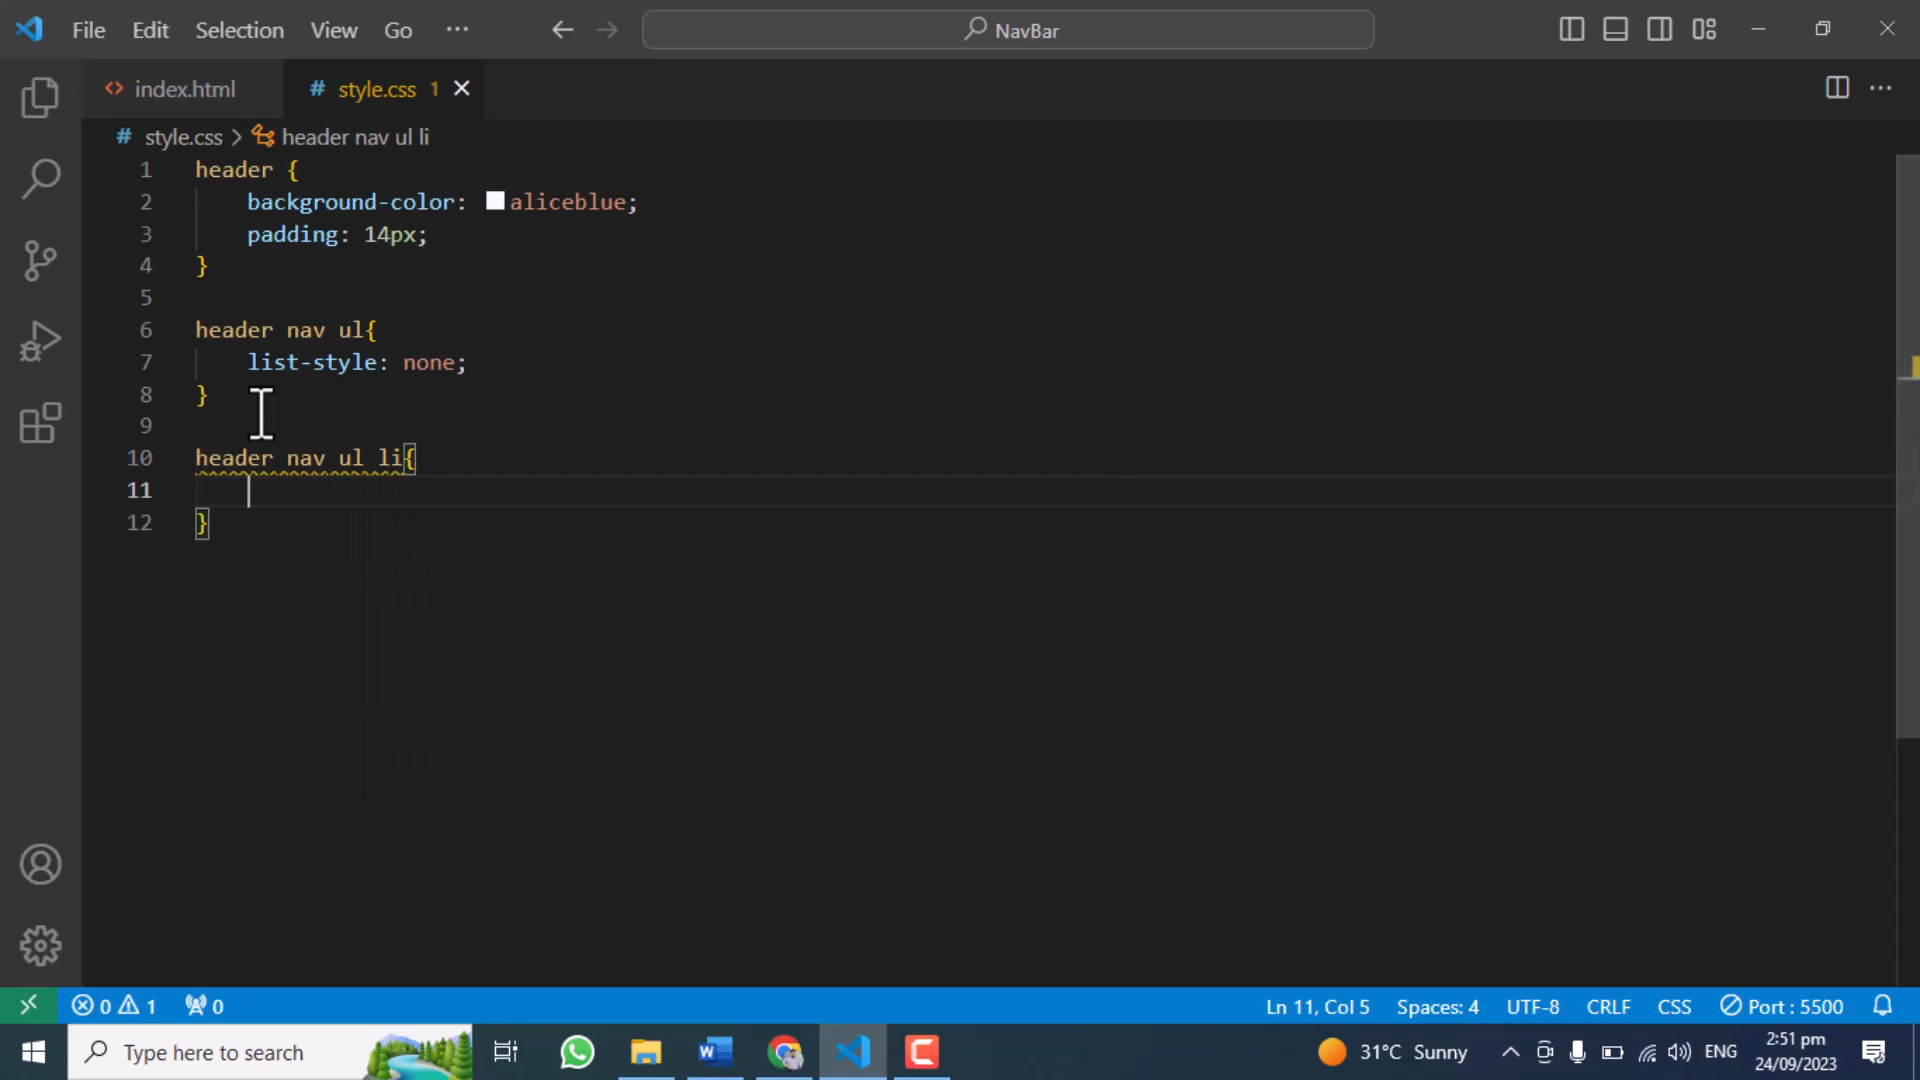 File Edit Selection View Go ··· NavBar
index.html # style.css 1
# style.css > header nav ul li
1 header {
2 background-color: aliceblue;
3 padding: 14px;
4 }
5
6 header nav ul{
7 list-style: none;
8 }
9
10 header nav ul li{
11
12 }
0 1 0 Ln 11, Col 5 Spaces: 4 UTF-8 CRLF CSS Port : 5500
Type here to search 31°C Sunny ENG 2:51 pm
24/09/2023